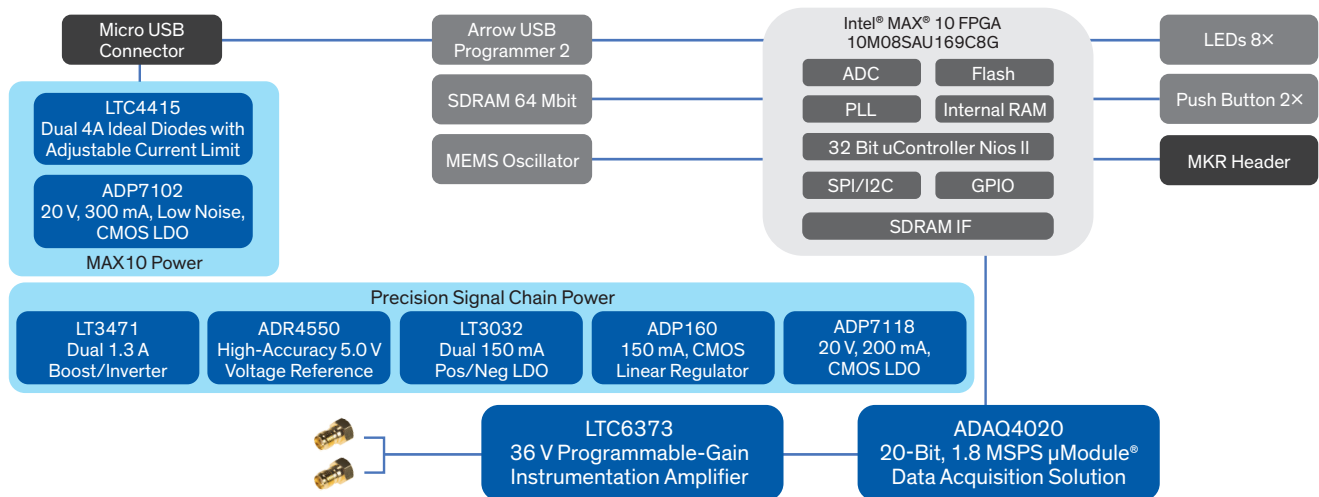 Micro USB
Connector
Arrow USB
Programmer 2
Intel® MAX® 10 FPGA
10M08SAU169C8G
LEDs 8×
ADC
Flash
LTC4415
Dual 4A Ideal Diodes with
Adjustable Current Limit
SDRAM 64 Mbit
PLL
Internal RAM
Push Button 2×
MEMS Oscillator
32 Bit uController Nios II
MKR Header
ADP7102
20 V, 300 mA, Low Noise,
CMOS LDO
SPI/I2C
GPIO
SDRAM IF
MAX10 Power
Precision Signal Chain Power
LT3471
Dual 1.3 A
Boost/Inverter
ADR4550
High-Accuracy 5.0 V
Voltage Reference
LT3032
Dual 150 mA
Pos/Neg LDO
ADP160
150 mA, CMOS
Linear Regulator
ADP7118
20 V, 200 mA,
CMOS LDO
LTC6373
36 V Programmable-Gain
Instrumentation Amplifier
ADAQ4020
20-Bit, 1.8 MSPS µModule®
Data Acquisition Solution